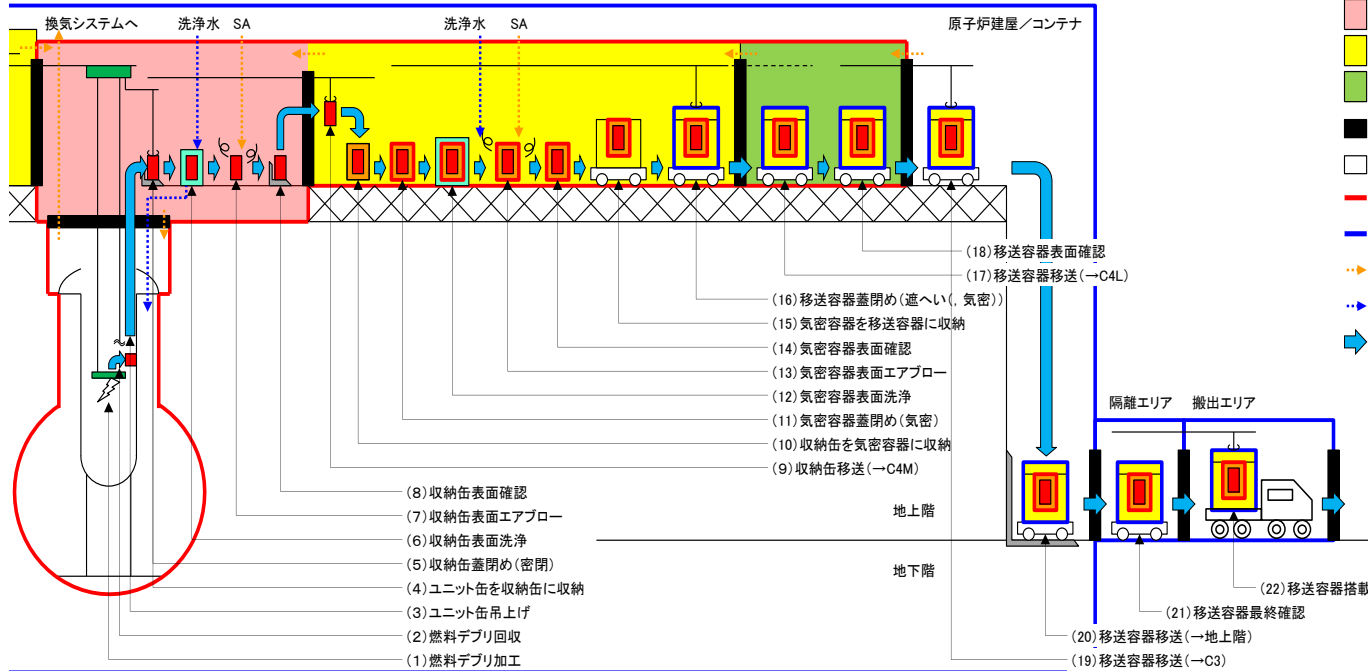 換気システムへ
洗浄水
SA
洗浄水
SA
原子炉建屋／コンテナ
(18)移送容器表面確認
(17)移送容器移送(→C4L)
(16)移送容器蓋閉め(遮へい(, 気密))
(15)気密容器を移送容器に収納
(14)気密容器表面確認
(13)気密容器表面エアブロー
(12)気密容器表面洗浄
(11)気密容器蓋閉め(気密)
(10)収納缶を気密容器に収納
(9)収納缶移送(→C4M)
(8)収納缶表面確認
(7)収納缶表面エアブロー
(6)収納缶表面洗浄
(5)収納缶蓋閉め(密閉)
(4)ユニット缶を収納缶に収納
(3)ユニット缶吊上げ
(2)燃料デブリ回収
(1)燃料デブリ加工
地上階
地下階
隔離エリア
搬出エリア
(22)移送容器搭載
(21)移送容器最終確認
(20)移送容器移送(→地上階)
(19)移送容器移送(→C3)